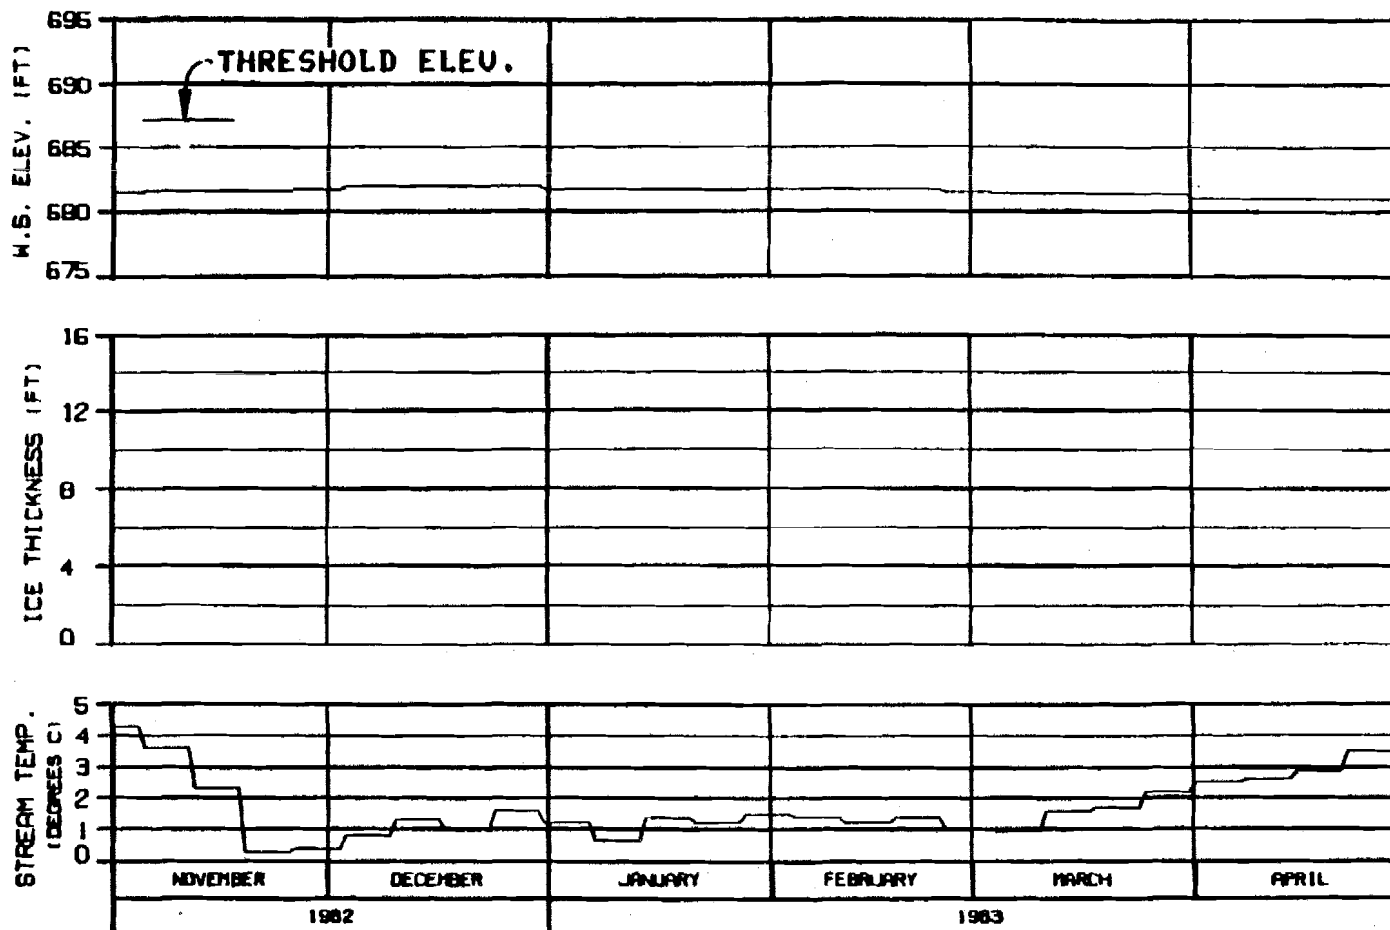 W.S. ELEV. (FT)
695
690
685
680
675
THRESHOLD ELEV.
ICE THICKNESS (FT)
16
12
8
4
0
STREAM TEMP.
(DEGREES C)
5
4
3
2
1
0
NOVEMBER DECEMBER JANUARY FEBRUARY MARCH APRIL
1982 1983